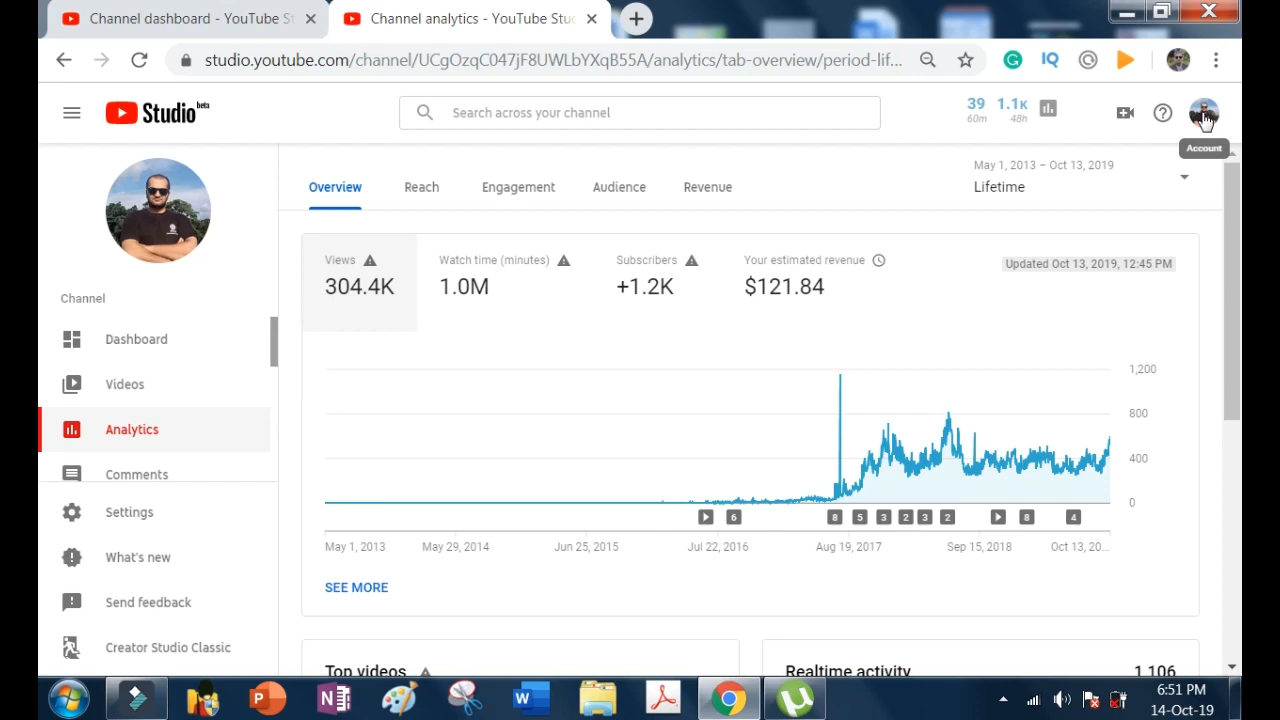 Channel dashboard - YouTube St
Channel analytics - YouTube Stu
studio.youtube.com/channel/UCgOzqC047jF8UWLbYXqB55A/analytics/tab-overview/period-lif...
IQ
Studio beta
Search across your channel
39 1.1K
60m 48h
Account
Overview Reach Engagement Audience Revenue
May 1, 2013 – Oct 13, 2019
Lifetime
Views Watch time (minutes) Subscribers Your estimated revenue
304.4K 1.0M +1.2K $121.84
Updated Oct 13, 2019, 12:45 PM
Channel
Dashboard
Videos
Analytics
Comments
Settings
What's new
Send feedback
Creator Studio Classic
1,200
800
400
0
6 8 5 3 2 3 2 8 4
May 1, 2013 May 29, 2014 Jun 25, 2015 Jul 22, 2016 Aug 19, 2017 Sep 15, 2018 Oct 13, 20...
SEE MORE
Top videos
Realtime activity 1,106
6:51 PM
14-Oct-19